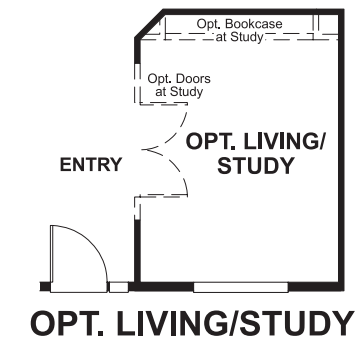 Opt. Bookcase
at Study
Opt. Doors
at Study
OPT. LIVING/
STUDY
ENTRY
OPT. LIVING/STUDY